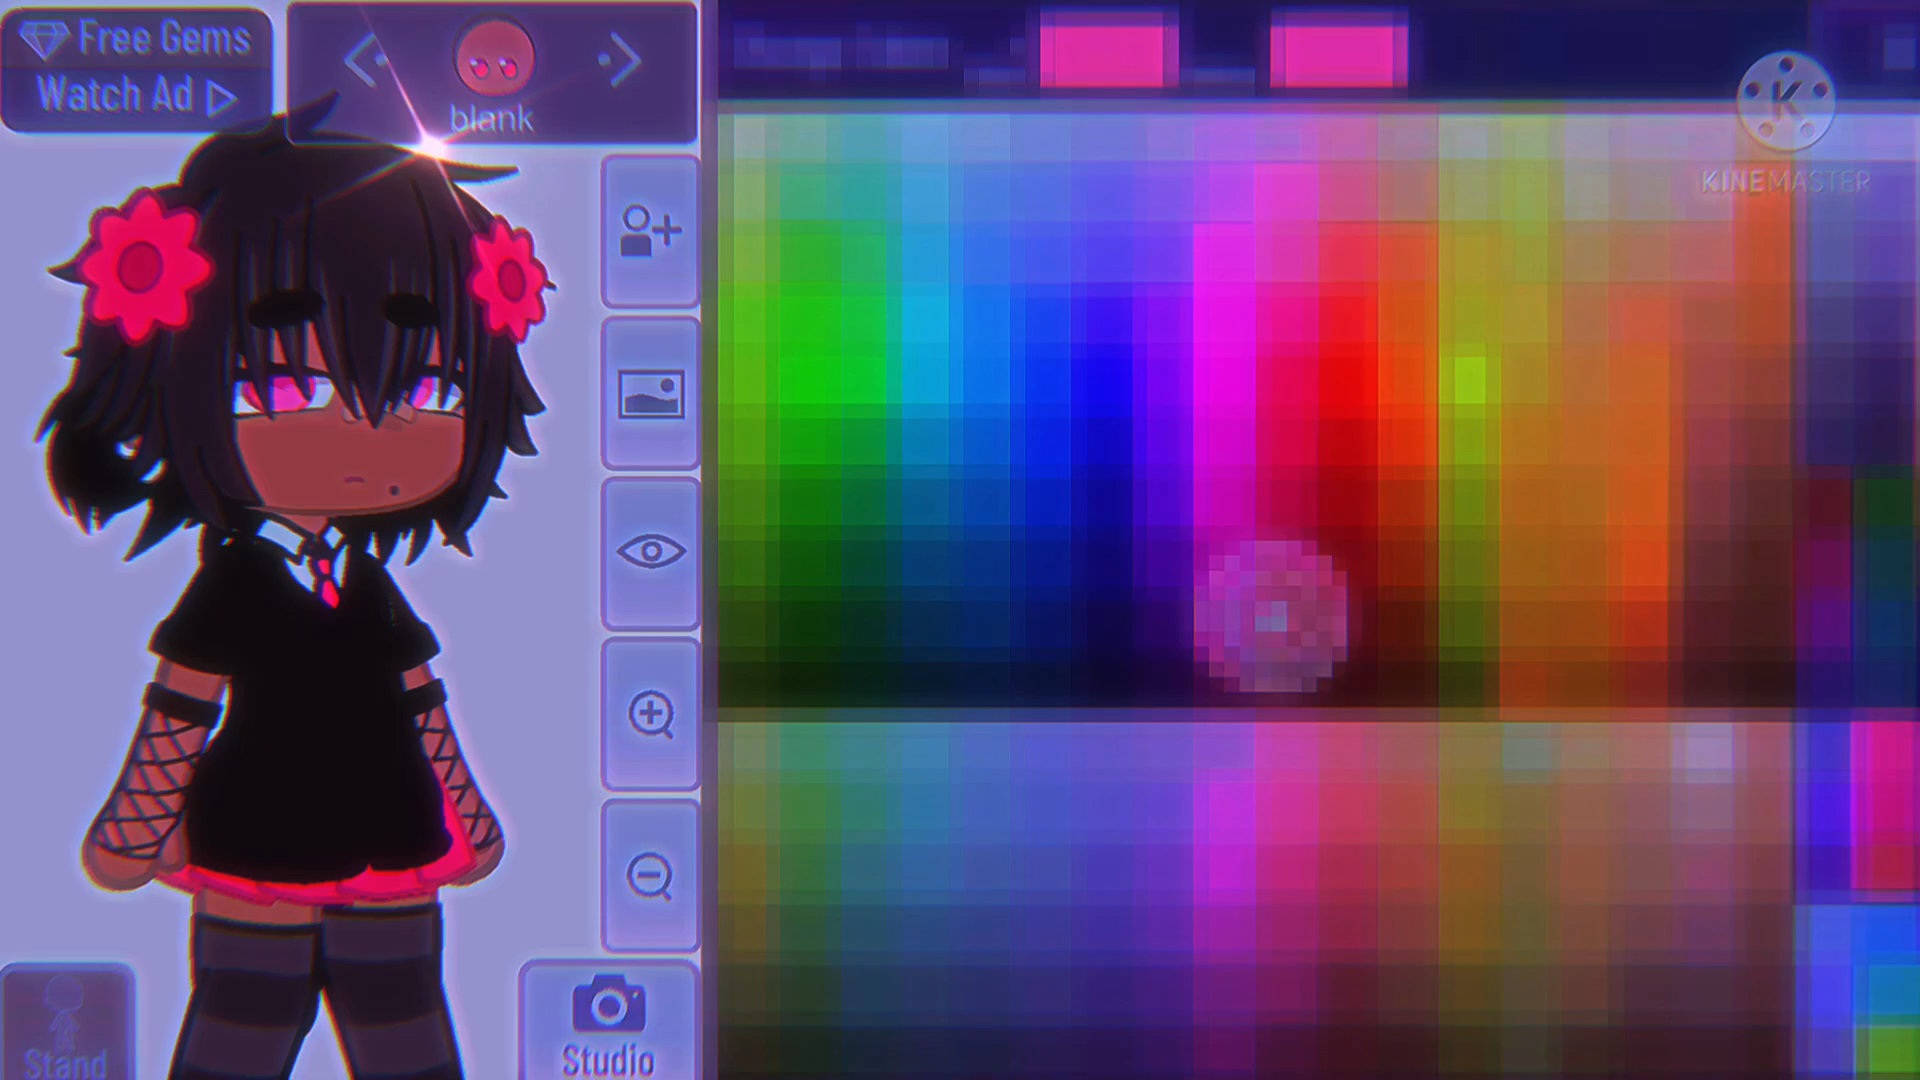 Free Gems
Watch Ad
blank
K
KINEMASTER
Stand
Studio